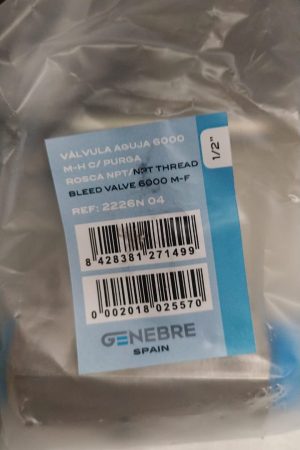 VÁLVULA AGUJA 6000
M-H C/ PURGA
ROSCA NPT/NPT THREAD
BLEED VALVE 6000 M-F
REF: 2226N 04
1/2"
8 428381 271499
0 002018 025570
GENEBRE
SPAIN